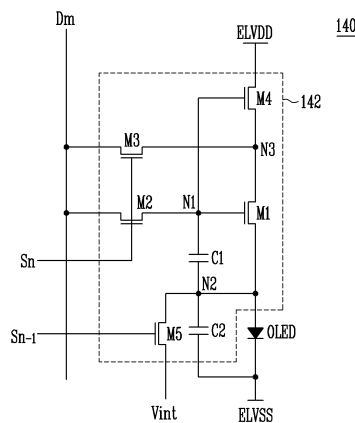 Dm
140
ELVDD
M4
142
M3
N3
M2
N1
M1
Sn
C1
N2
Sn-1
M5
C2
OLED
Vint
ELVSS